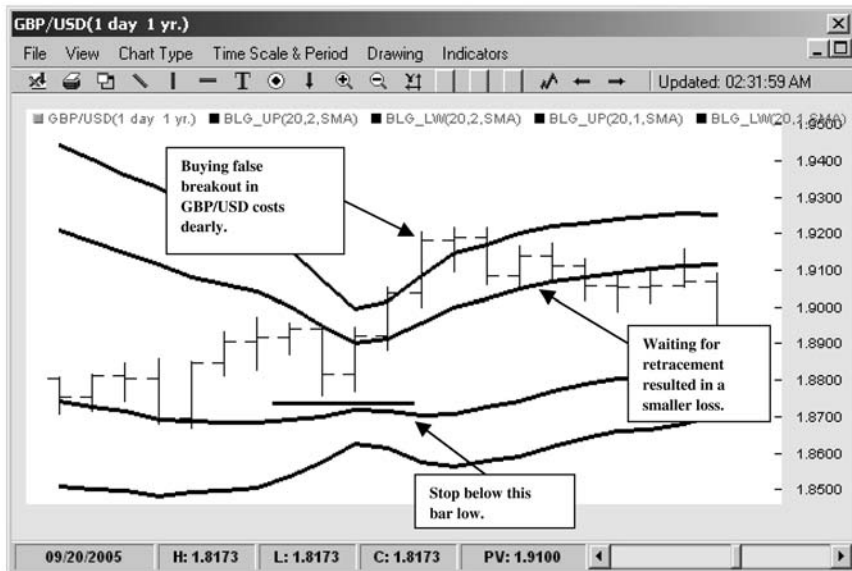 GBP/USD(1 day 1 yr.)
File View Chart Type Time Scale & Period Drawing Indicators
T Updated: 02:31:59 AM
GBP/USD(1 day 1 yr.) BLG_UP(20,2,SMA) BLG_LW(20,2,SMA) BLG_UP(20,1,SMA) BLG_LW(20,1,SMA)
1.9500
1.9400
1.9300
1.9200
1.9100
1.9000
1.8900
1.8800
1.8700
1.8600
1.8500
Buying false
breakout in
GBP/USD costs
dearly.
Waiting for
retracement
resulted in a
smaller loss.
Stop below this
bar low.
09/20/2005 H: 1.8173 L: 1.8173 C: 1.8173 PV: 1.9100